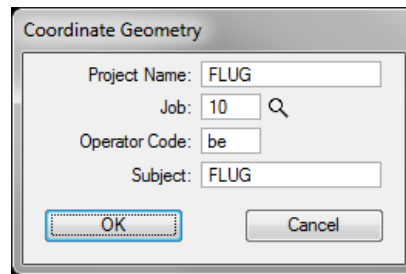 Coordinate Geometry
Project Name: FLUG
Job: 10
Operator Code: be
Subject: FLUG
OK Cancel